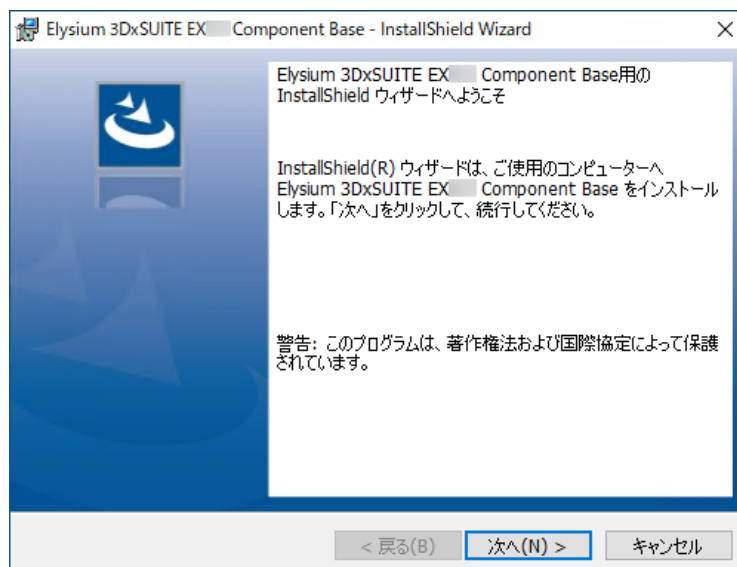 Elysium 3DxSUITE EX Component Base - InstallShield Wizard
Elysium 3DxSUITE EX Component Base用の
InstallShield ウィザードへようこそ
InstallShield(R) ウィザードは、ご使用のコンピューターへ
Elysium 3DxSUITE EX Component Base をインストール
します。「次へ」をクリックして、続行してください。
警告: このプログラムは、著作権法および国際協定によって保護
されています。
< 戻る(B)
次へ(N) >
キャンセル